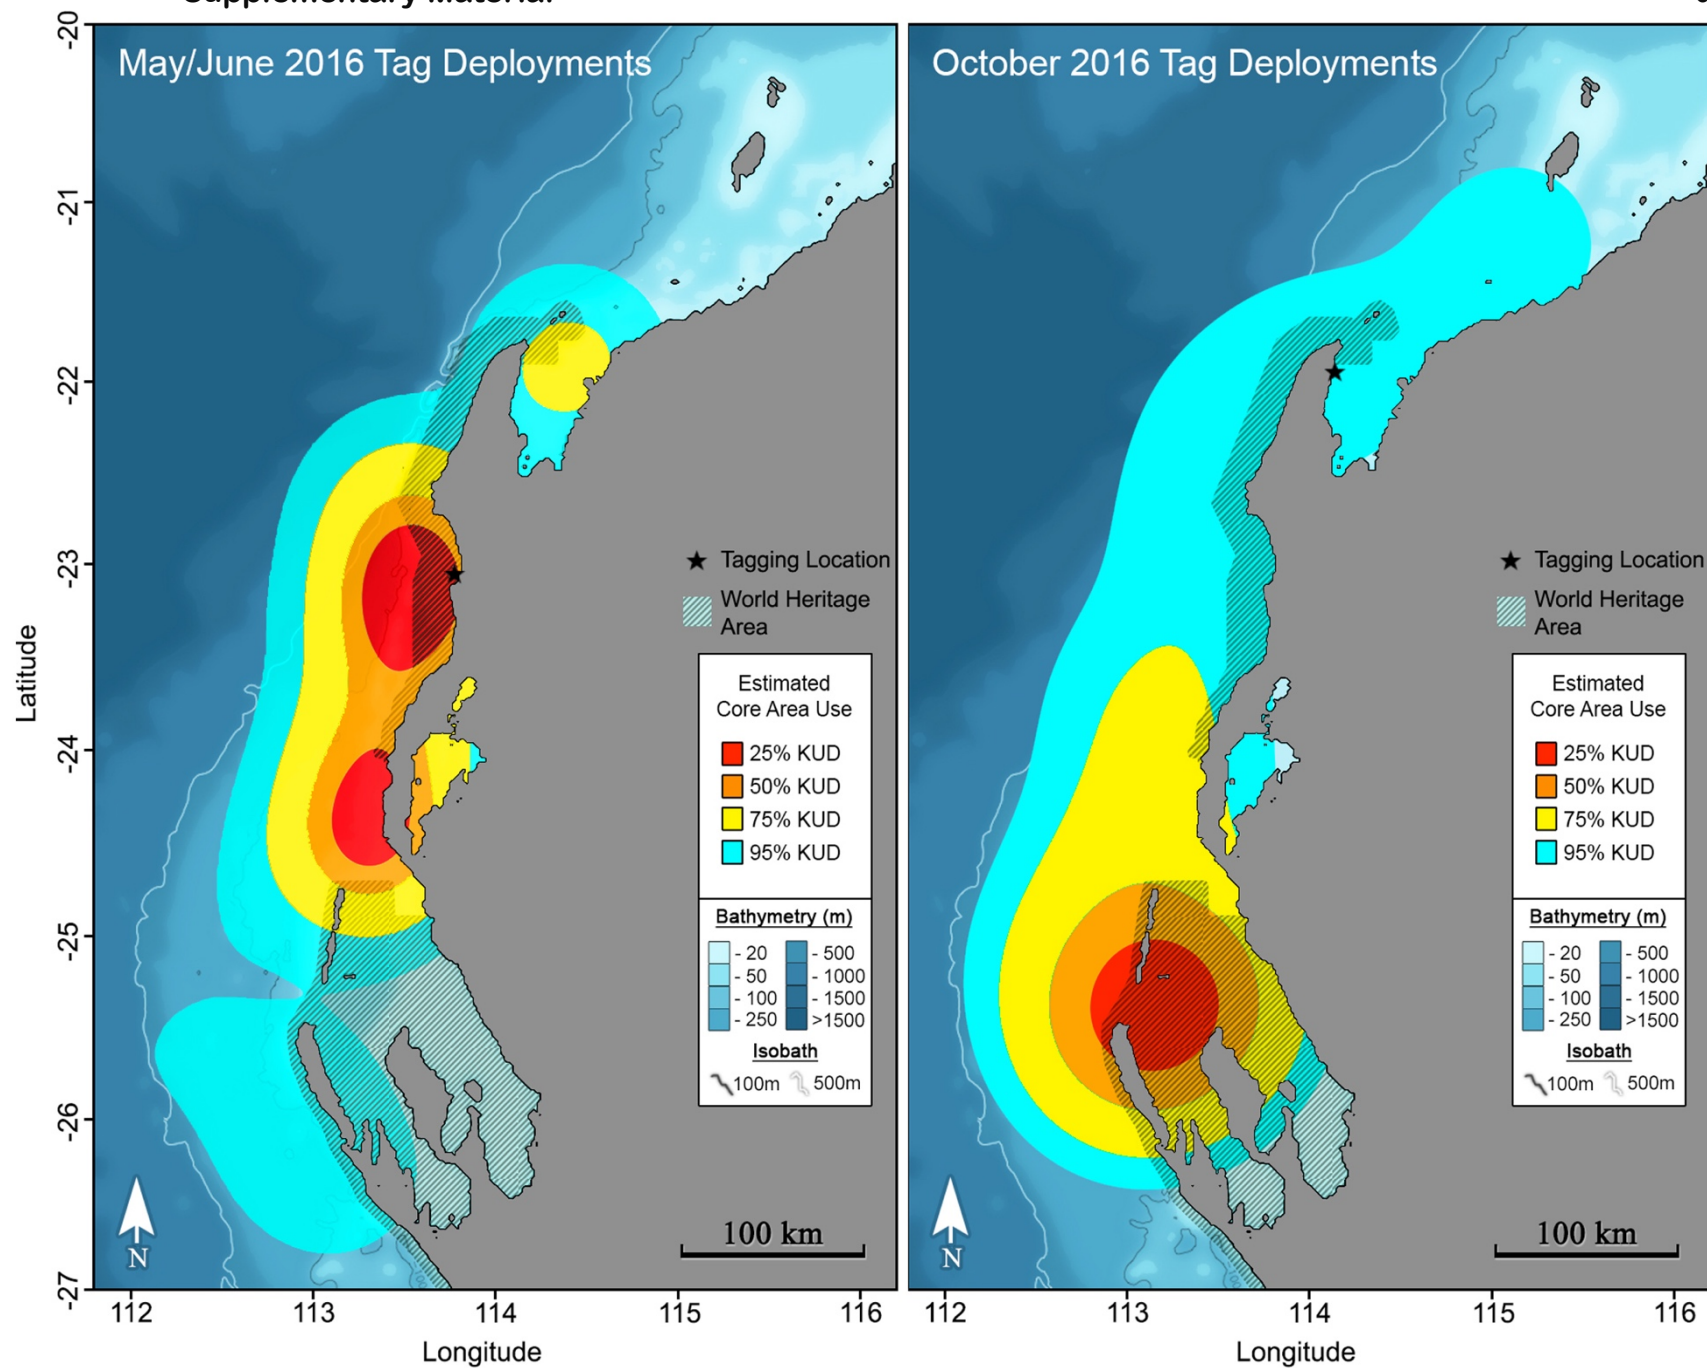 Supplementary Material
May/June 2016 Tag Deployments
October 2016 Tag Deployments
Latitude
-20
-21
-22
-23
-24
-25
-26
-27
Tagging Location
World Heritage
Area
Estimated
Core Area Use
25% KUD
50% KUD
75% KUD
95% KUD
Bathymetry (m)
- 20
- 50
- 100
- 250
- 500
- 1000
- 1500
>1500
Isobath
100m
500m
N
100 km
112
113
114
115
116
Longitude
Tagging Location
World Heritage
Area
Estimated
Core Area Use
25% KUD
50% KUD
75% KUD
95% KUD
Bathymetry (m)
- 20
- 50
- 100
- 250
- 500
- 1000
- 1500
>1500
Isobath
100m
500m
N
100 km
112
113
114
115
116
Longitude